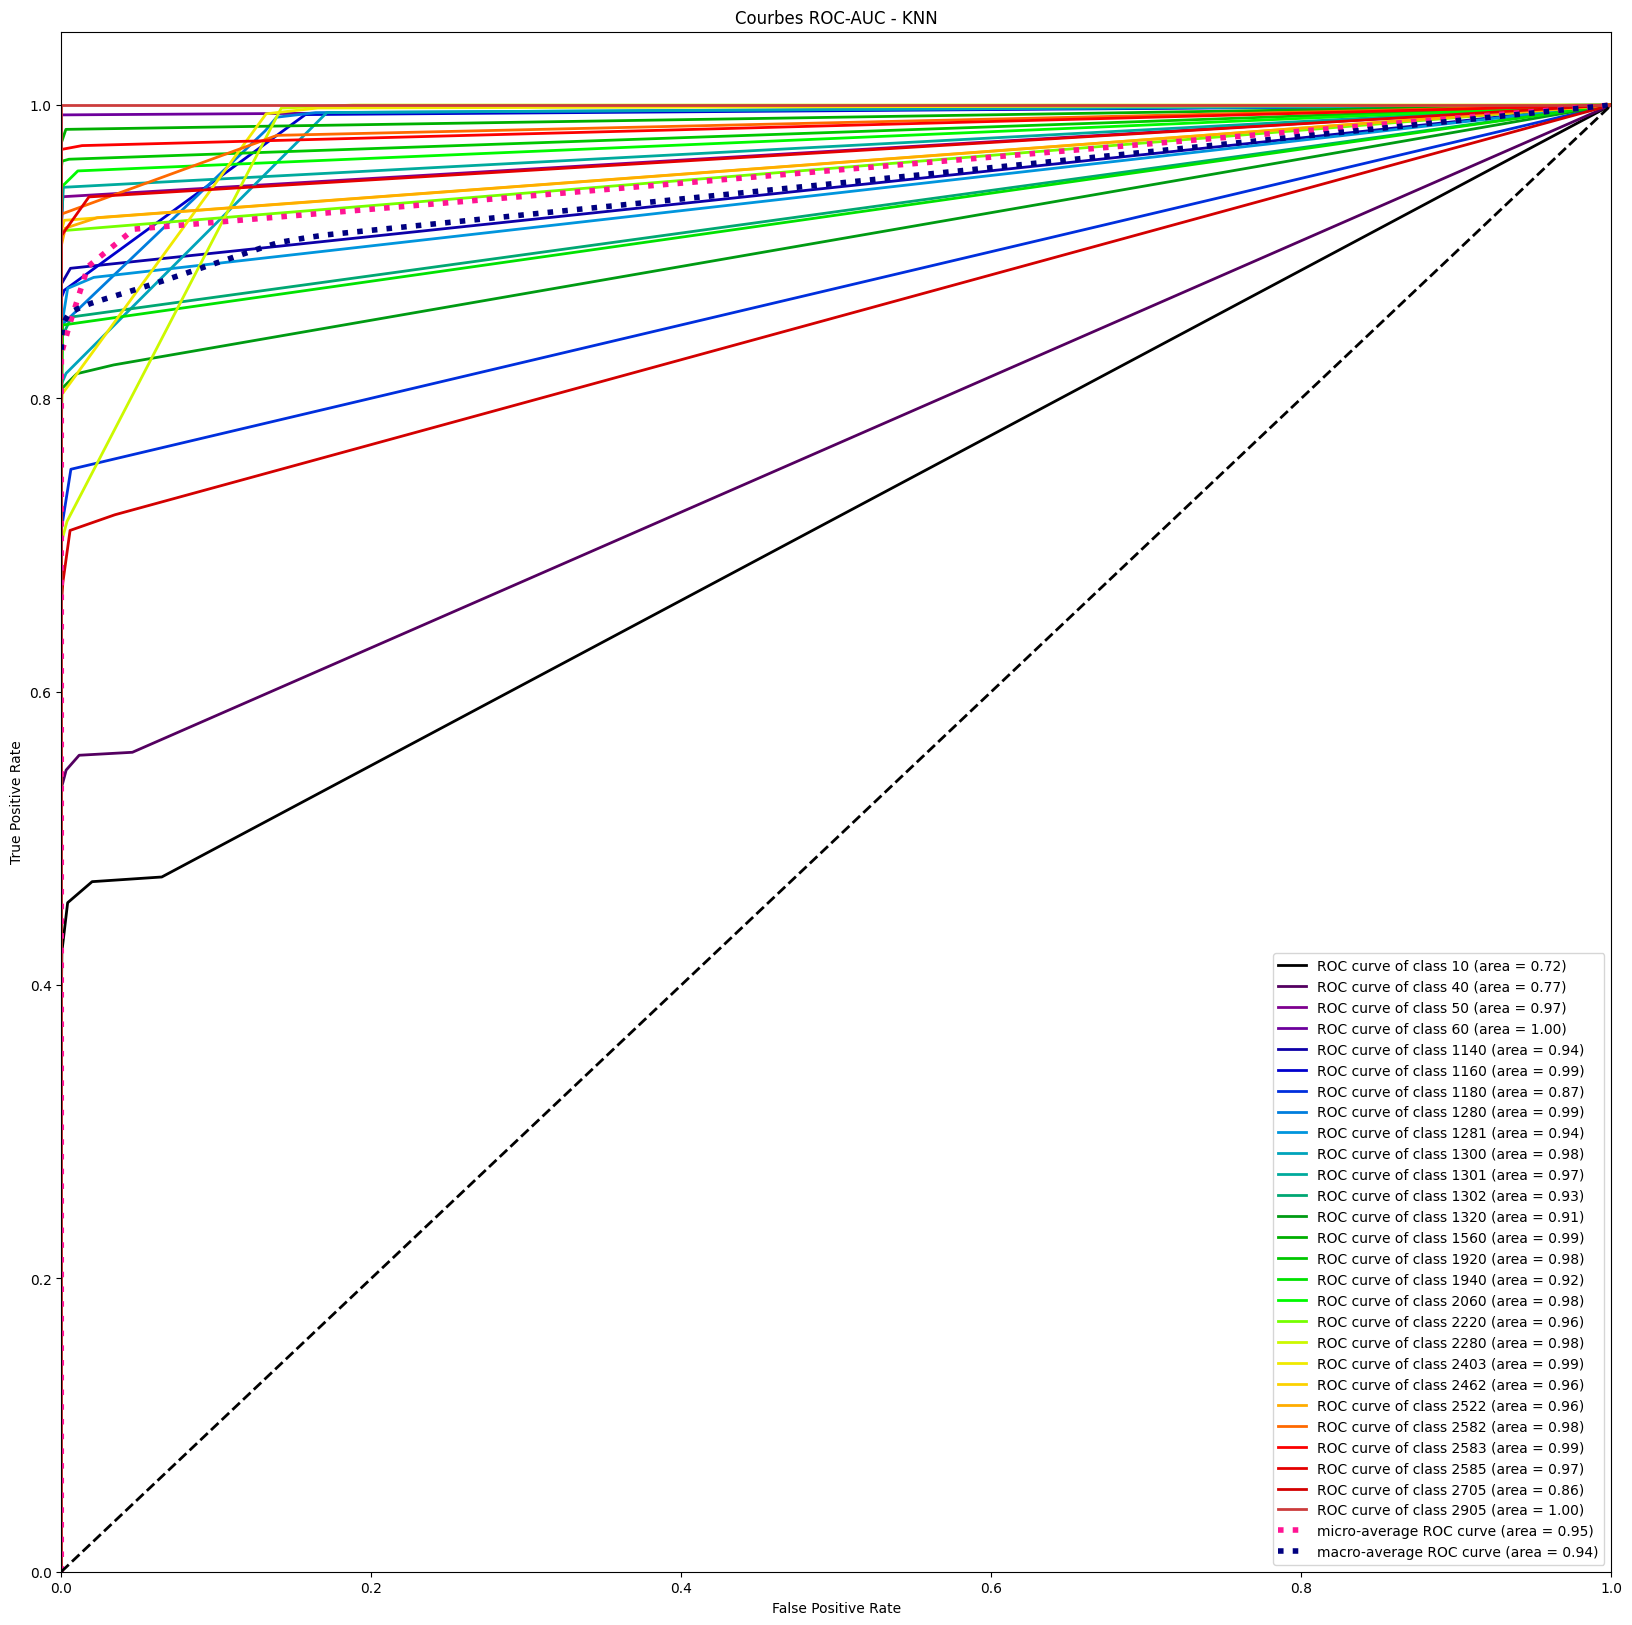 Courbes ROC-AUC - KNN
1.0
0.8
0.6
0.4
0.2
0.0
True Positive Rate
ROC curve of class 10 (area = 0.72)
ROC curve of class 40 (area = 0.77)
ROC curve of class 50 (area = 0.97)
ROC curve of class 60 (area = 1.00)
ROC curve of class 1140 (area = 0.94)
ROC curve of class 1160 (area = 0.99)
ROC curve of class 1180 (area = 0.87)
ROC curve of class 1280 (area = 0.99)
ROC curve of class 1281 (area = 0.94)
ROC curve of class 1300 (area = 0.98)
ROC curve of class 1301 (area = 0.97)
ROC curve of class 1302 (area = 0.93)
ROC curve of class 1320 (area = 0.91)
ROC curve of class 1560 (area = 0.99)
ROC curve of class 1920 (area = 0.98)
ROC curve of class 1940 (area = 0.92)
ROC curve of class 2060 (area = 0.98)
ROC curve of class 2220 (area = 0.96)
ROC curve of class 2280 (area = 0.98)
ROC curve of class 2403 (area = 0.99)
ROC curve of class 2462 (area = 0.96)
ROC curve of class 2522 (area = 0.96)
ROC curve of class 2582 (area = 0.98)
ROC curve of class 2583 (area = 0.99)
ROC curve of class 2585 (area = 0.97)
ROC curve of class 2705 (area = 0.86)
ROC curve of class 2905 (area = 1.00)
micro-average ROC curve (area = 0.95)
macro-average ROC curve (area = 0.94)
0.0 0.2 0.4 0.6 0.8 1.0
False Positive Rate